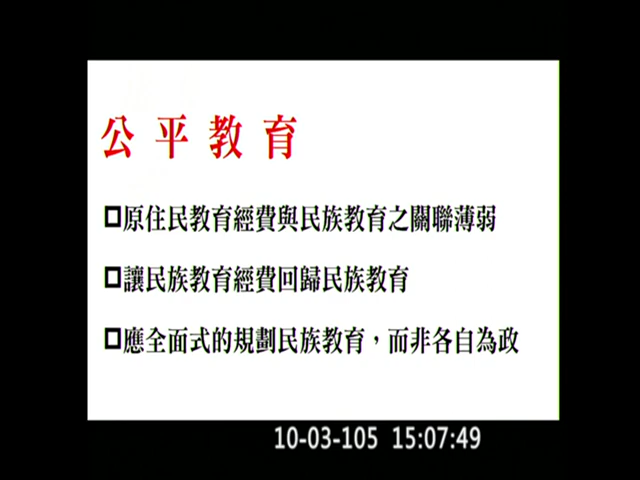 公平教育
原住民教育經費與民族教育之關聯薄弱
讓民族教育經費回歸民族教育
應全面式的規劃民族教育，而非各自為政
10-03-105 15:07:49